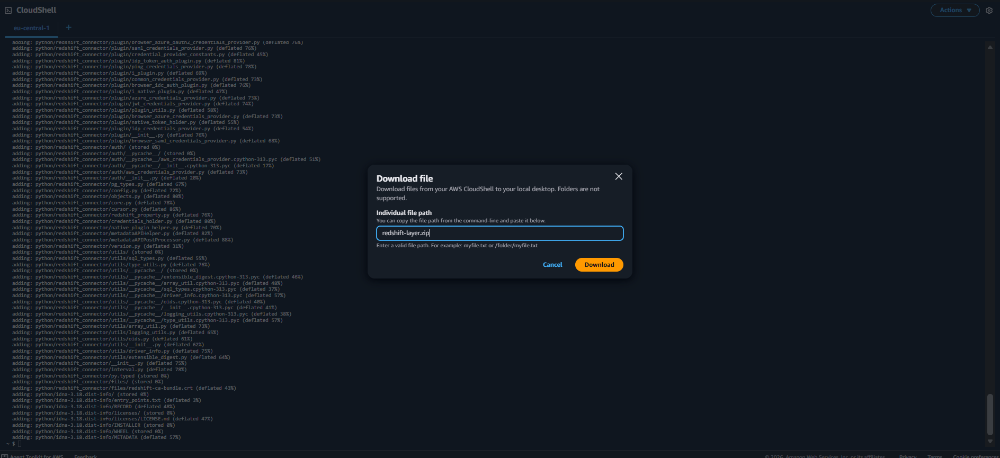 CloudShell
Actions
eu-central-1
+
adding: python/redshift_connector/plugin/browser_azure_oauth2_credentials_provider.py (deflated 76%)
adding: python/redshift_connector/plugin/saml_credentials_provider.py (deflated 76%)
adding: python/redshift_connector/plugin/credential_provider_constants.py (deflated 45%)
adding: python/redshift_connector/plugin/idp_token_auth_plugin.py (deflated 81%)
adding: python/redshift_connector/plugin/ping_credentials_provider.py (deflated 78%)
adding: python/redshift_connector/plugin/i_plugin.py (deflated 69%)
adding: python/redshift_connector/plugin/common_credentials_provider.py (deflated 73%)
adding: python/redshift_connector/plugin/browser_idc_auth_plugin.py (deflated 76%)
adding: python/redshift_connector/plugin/i_native_plugin.py (deflated 47%)
adding: python/redshift_connector/plugin/azure_credentials_provider.py (deflated 73%)
adding: python/redshift_connector/plugin/jwt_credentials_provider.py (deflated 74%)
adding: python/redshift_connector/plugin/plugin_utils.py (deflated 58%)
adding: python/redshift_connector/plugin/browser_azure_credentials_provider.py (deflated 73%)
adding: python/redshift_connector/plugin/native_token_holder.py (deflated 55%)
adding: python/redshift_connector/plugin/idp_credentials_provider.py (deflated 54%)
adding: python/redshift_connector/plugin/__init__.py (deflated 76%)
adding: python/redshift_connector/plugin/browser_saml_credentials_provider.py (deflated 68%)
adding: python/redshift_connector/auth/ (stored 0%)
adding: python/redshift_connector/auth/__pycache__/ (stored 0%)
adding: python/redshift_connector/auth/__pycache__/aws_credentials_provider.cpython-313.pyc (deflated 51%)
adding: python/redshift_connector/auth/__pycache__/__init__.cpython-313.pyc (deflated 17%)
adding: python/redshift_connector/auth/aws_credentials_provider.py (deflated 73%)
adding: python/redshift_connector/auth/__init__.py (deflated 20%)
adding: python/redshift_connector/pg_types.py (deflated 67%)
adding: python/redshift_connector/config.py (deflated 72%)
adding: python/redshift_connector/objects.py (deflated 80%)
adding: python/redshift_connector/core.py (deflated 78%)
adding: python/redshift_connector/cursor.py (deflated 86%)
adding: python/redshift_connector/redshift_property.py (deflated 76%)
adding: python/redshift_connector/credentials_holder.py (deflated 80%)
adding: python/redshift_connector/native_plugin_helper.py (deflated 70%)
adding: python/redshift_connector/metadataAPIHelper.py (deflated 82%)
adding: python/redshift_connector/metadataAPIPostProcessor.py (deflated 88%)
adding: python/redshift_connector/version.py (deflated 31%)
adding: python/redshift_connector/utils/ (stored 0%)
adding: python/redshift_connector/utils/sql_types.py (deflated 55%)
adding: python/redshift_connector/utils/type_utils.py (deflated 76%)
adding: python/redshift_connector/utils/__pycache__/ (stored 0%)
adding: python/redshift_connector/utils/__pycache__/extensible_digest.cpython-313.pyc (deflated 46%)
adding: python/redshift_connector/utils/__pycache__/array_util.cpython-313.pyc (deflated 48%)
adding: python/redshift_connector/utils/__pycache__/sql_types.cpython-313.pyc (deflated 37%)
adding: python/redshift_connector/utils/__pycache__/driver_info.cpython-313.pyc (deflated 57%)
adding: python/redshift_connector/utils/__pycache__/oids.cpython-313.pyc (deflated 40%)
adding: python/redshift_connector/utils/__pycache__/__init__.cpython-313.pyc (deflated 41%)
adding: python/redshift_connector/utils/__pycache__/logging_utils.cpython-313.pyc (deflated 38%)
adding: python/redshift_connector/utils/__pycache__/type_utils.cpython-313.pyc (deflated 57%)
adding: python/redshift_connector/utils/array_util.py (deflated 73%)
adding: python/redshift_connector/utils/logging_utils.py (deflated 65%)
adding: python/redshift_connector/utils/oids.py (deflated 61%)
adding: python/redshift_connector/utils/__init__.py (deflated 62%)
adding: python/redshift_connector/utils/driver_info.py (deflated 75%)
adding: python/redshift_connector/utils/extensible_digest.py (deflated 64%)
adding: python/redshift_connector/__init__.py (deflated 75%)
adding: python/redshift_connector/interval.py (deflated 78%)
adding: python/redshift_connector/py.typed (stored 0%)
adding: python/redshift_connector/files/ (stored 0%)
adding: python/redshift_connector/files/redshift-ca-bundle.crt (deflated 43%)
adding: python/idna-3.18.dist-info/ (stored 0%)
adding: python/idna-3.18.dist-info/entry_points.txt (deflated 3%)
adding: python/idna-3.18.dist-info/RECORD (deflated 48%)
adding: python/idna-3.18.dist-info/licenses/ (stored 0%)
adding: python/idna-3.18.dist-info/licenses/LICENSE.md (deflated 47%)
adding: python/idna-3.18.dist-info/INSTALLER (stored 0%)
adding: python/idna-3.18.dist-info/WHEEL (stored 0%)
adding: python/idna-3.18.dist-info/METADATA (deflated 57%)
~ $
Download file
Download files from your AWS CloudShell to your local desktop. Folders are not
supported.
Individual file path
You can copy the file path from the command-line and paste it below.
redshift-layer.zip
Enter a valid file path. For example: myfile.txt or /folder/myfile.txt
Cancel
Download
Agent Toolkit for AWS
Feedback
© 2026, Amazon Web Services, Inc. or its affiliates.
Privacy
Terms
Cookie preferences